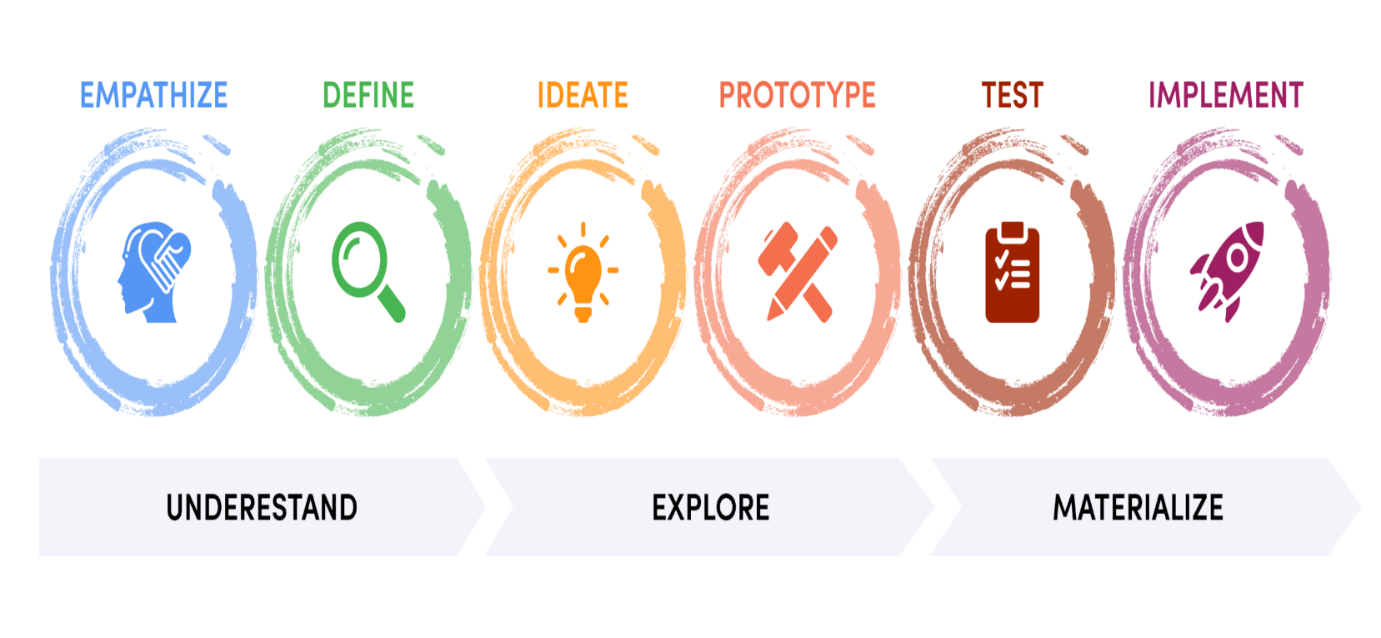 EMPATHIZE
DEFINE
IDEATE
PROTOTYPE
TEST
IMPLEMENT
UNDERESTAND
EXPLORE
MATERIALIZE